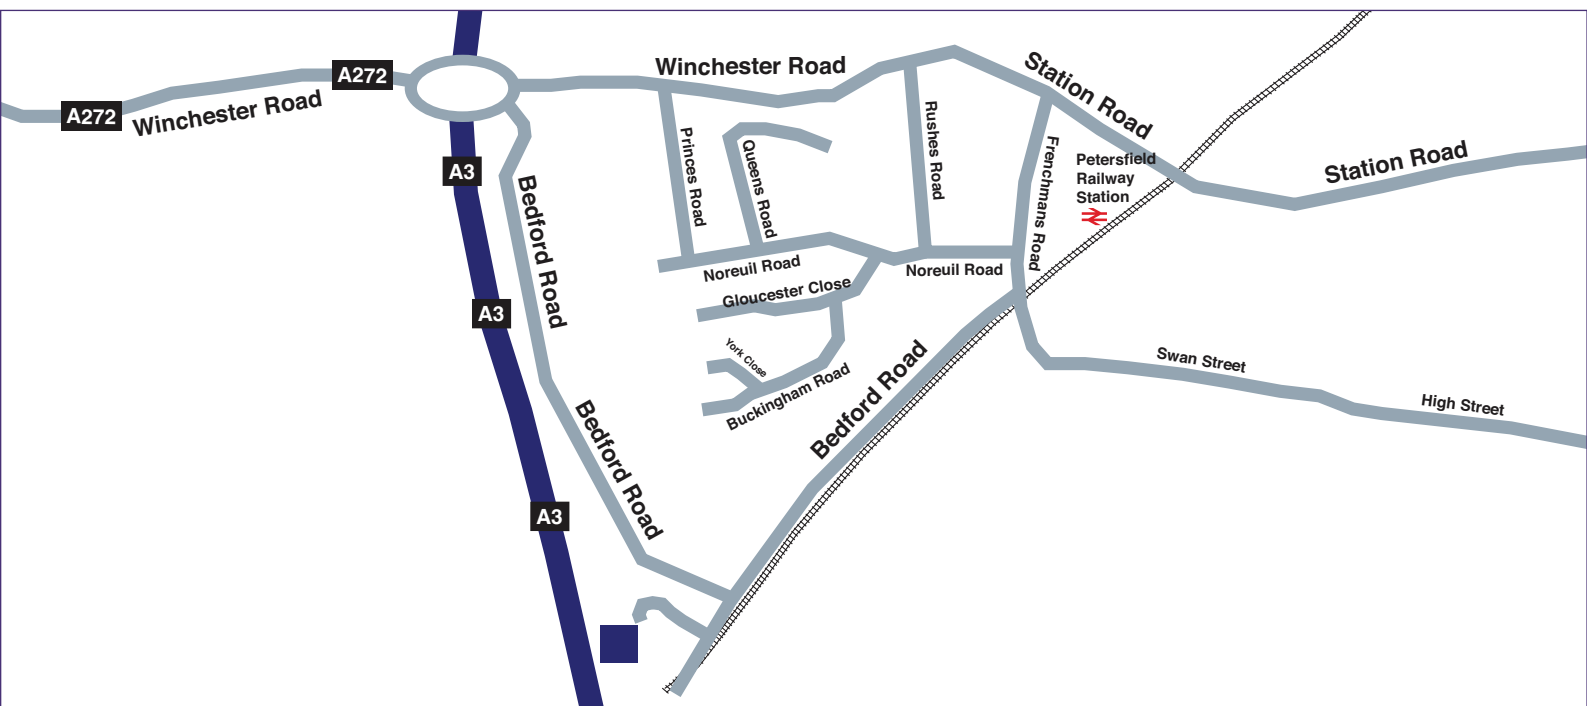 Winchester Road
Station Road
A272
A272
Winchester Road
Station Road
Petersfield
Railway
Station
A3
Bedford Road
Princes Road
Queens Road
Rushes Road
Frenchmans Road
Noreuil Road
Noreuil Road
Gloucester Close
A3
York Close
Buckingham Road
Bedford Road
Swan Street
High Street
Bedford Road
A3